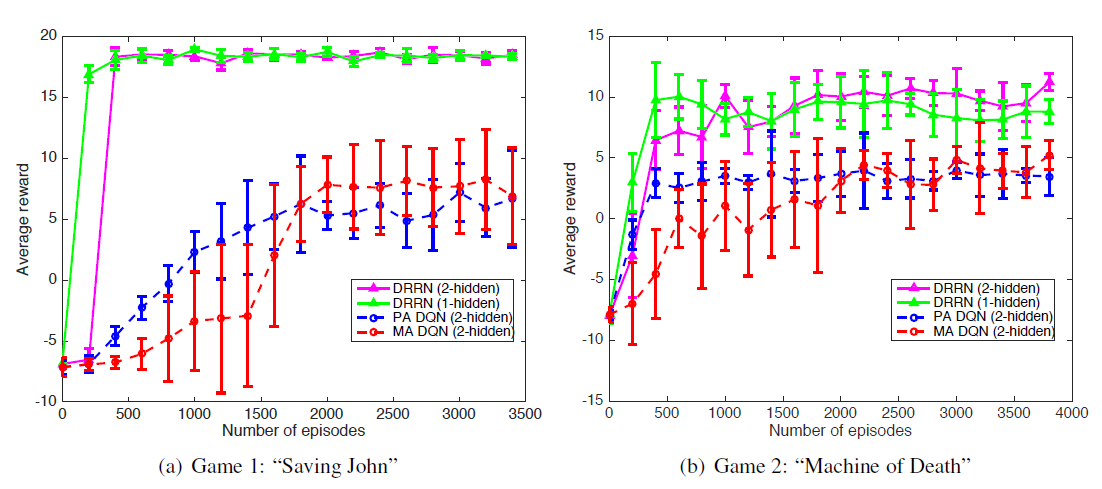 20
15
10
5
0
-5
-10
Average reward
0
500
1000
1500
2000
2500
3000
3500
Number of episodes
DRRN (2-hidden)
DRRN (1-hidden)
PA DQN (2-hidden)
MA DQN (2-hidden)
(a) Game 1: “Saving John”
15
10
5
0
-5
-10
-15
Average reward
0
500
1000
1500
2000
2500
3000
3500
4000
Number of episodes
DRRN (2-hidden)
DRRN (1-hidden)
PA DQN (2-hidden)
MA DQN (2-hidden)
(b) Game 2: “Machine of Death”